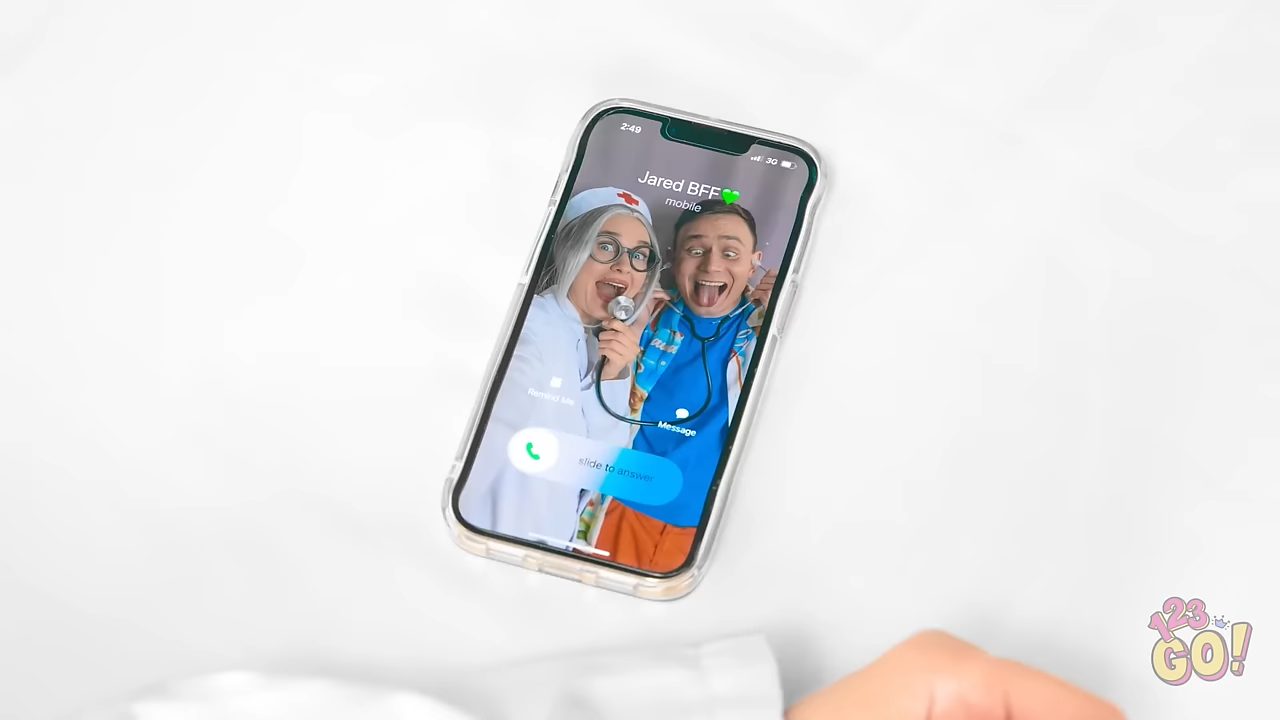 2:49
3G
Jared BFF💚
mobile
Remind Me
Message
slide to answer
123
GO!